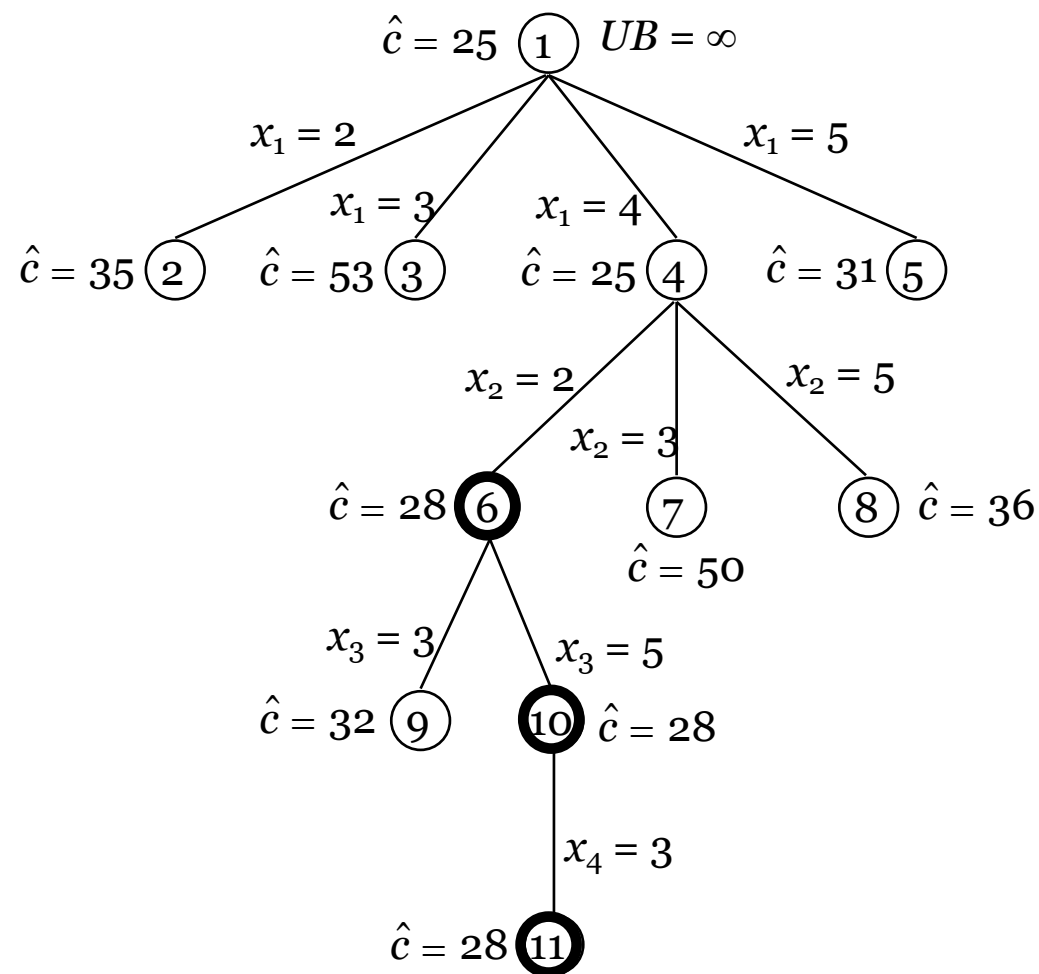 ĉ = 25 1 UB = ∞
x₁ = 2 x₁ = 5
x₁ = 3 x₁ = 4
ĉ = 35 2 ĉ = 53 3 ĉ = 25 4 ĉ = 31 5
x₂ = 2 x₂ = 5
x₂ = 3
ĉ = 28 6 7 8 ĉ = 36
ĉ = 50
x₃ = 3 x₃ = 5
ĉ = 32 9 10 ĉ = 28
x₄ = 3
ĉ = 28 11